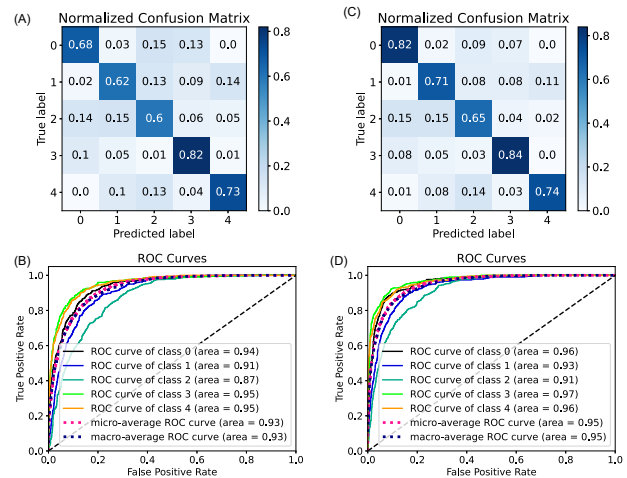 (A)
Normalized Confusion Matrix
0 0.68 0.03 0.15 0.13 0.0
1 0.02 0.62 0.13 0.09 0.14
2 0.14 0.15 0.6 0.06 0.05
3 0.1 0.05 0.01 0.82 0.01
4 0.0 0.1 0.13 0.04 0.73
0 1 2 3 4
True label
Predicted label
0.8
0.6
0.4
0.2
0.0
(C)
Normalized Confusion Matrix
0 0.82 0.02 0.09 0.07 0.0
1 0.01 0.71 0.08 0.08 0.11
2 0.15 0.15 0.65 0.04 0.02
3 0.08 0.05 0.03 0.84 0.0
4 0.01 0.08 0.14 0.03 0.74
0 1 2 3 4
True label
Predicted label
0.8
0.6
0.4
0.2
0.0
(B)
ROC Curves
1.0
0.8
0.6
0.4
0.2
0.0
True Positive Rate
ROC curve of class 0 (area = 0.94)
ROC curve of class 1 (area = 0.91)
ROC curve of class 2 (area = 0.87)
ROC curve of class 3 (area = 0.95)
ROC curve of class 4 (area = 0.95)
micro-average ROC curve (area = 0.93)
macro-average ROC curve (area = 0.93)
0.0 0.2 0.4 0.6 0.8 1.0
False Positive Rate
(D)
ROC Curves
1.0
0.8
0.6
0.4
0.2
0.0
True Positive Rate
ROC curve of class 0 (area = 0.96)
ROC curve of class 1 (area = 0.93)
ROC curve of class 2 (area = 0.91)
ROC curve of class 3 (area = 0.97)
ROC curve of class 4 (area = 0.96)
micro-average ROC curve (area = 0.95)
macro-average ROC curve (area = 0.95)
0.0 0.2 0.4 0.6 0.8 1.0
False Positive Rate